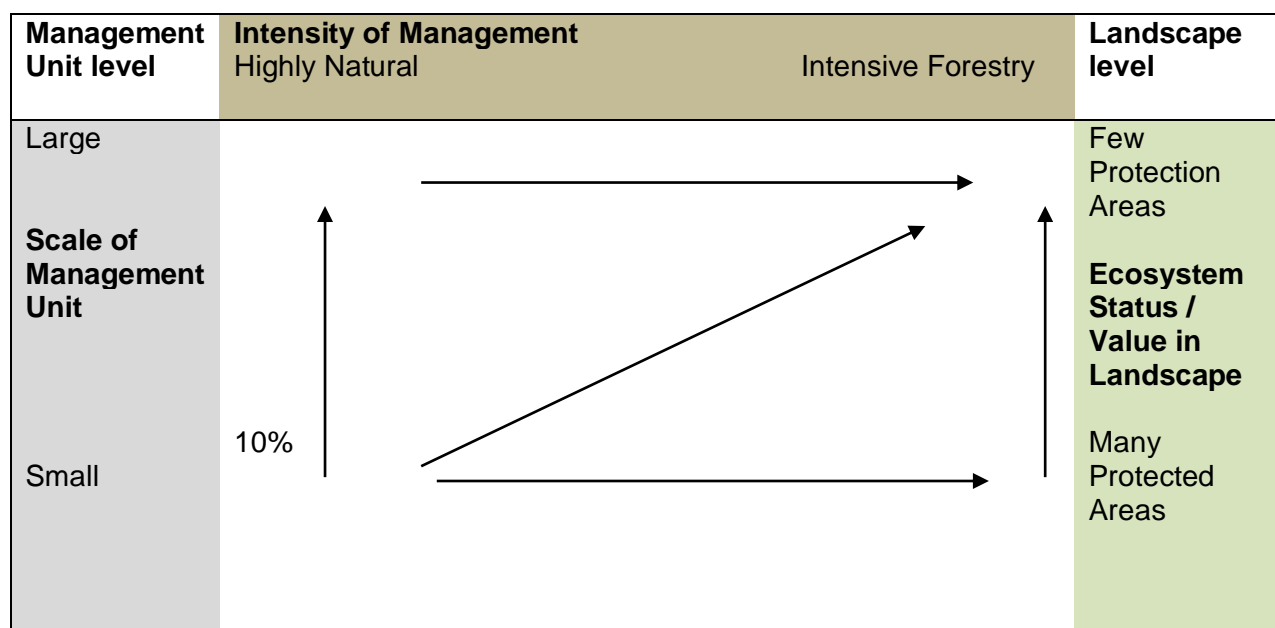 Management
Unit level
Intensity of Management
Highly Natural Intensive Forestry
Landscape
level
Large
Scale of
Management
Unit
Small
10%
Few
Protection
Areas
Ecosystem
Status /
Value in
Landscape
Many
Protected
Areas